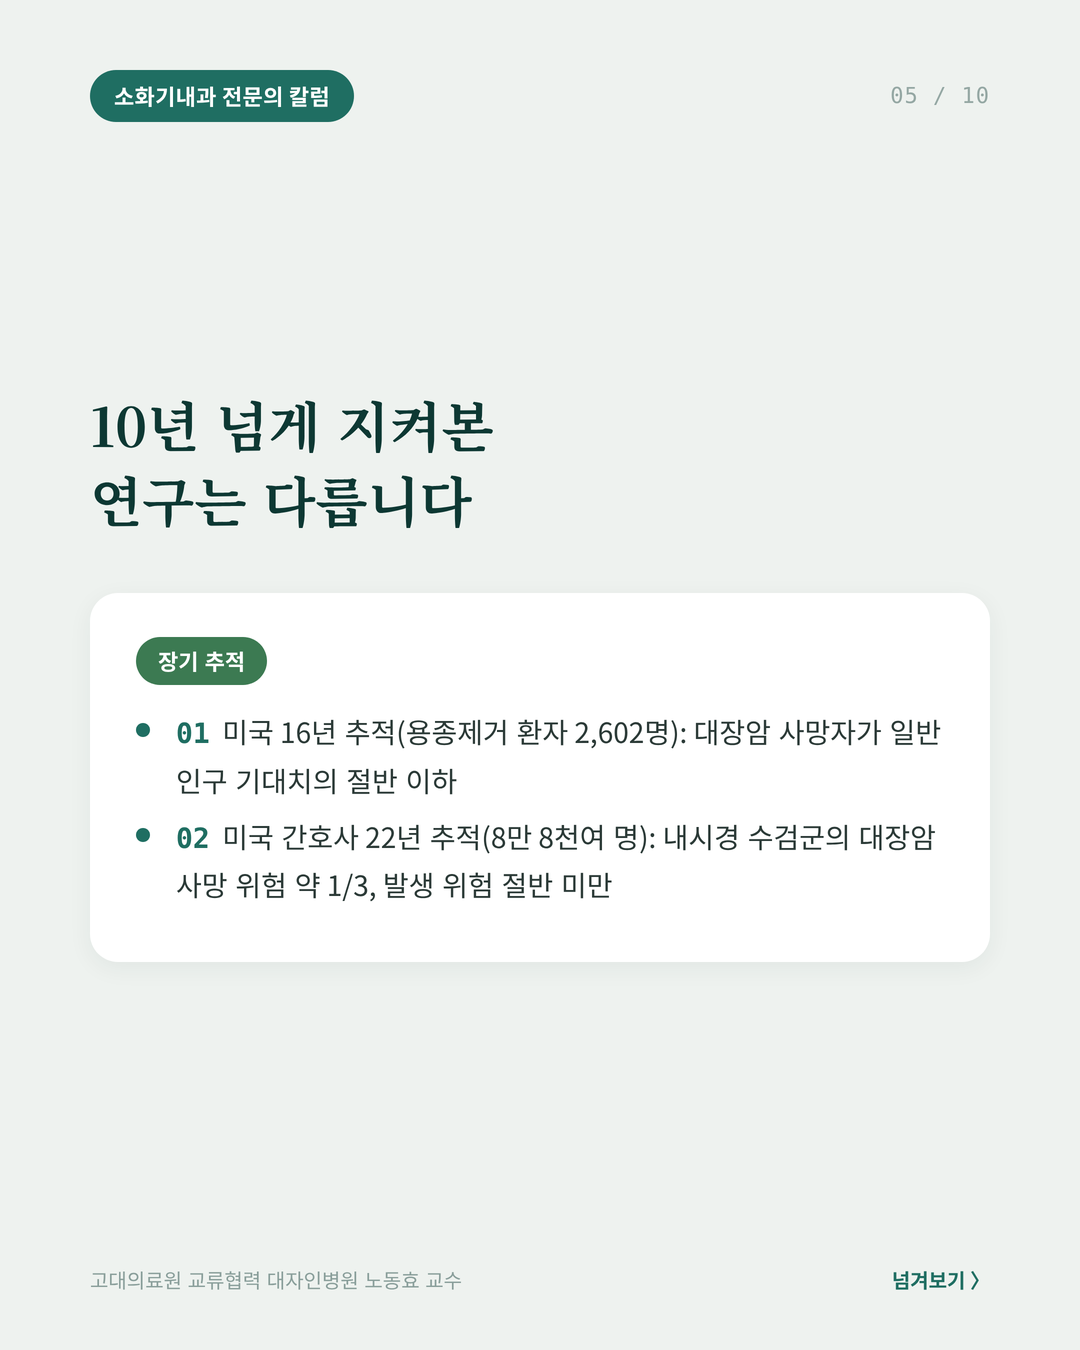 소화기내과 전문의 칼럼
05 / 10
10년 넘게 지켜본
연구는 다릅니다
장기 추적
01 미국 16년 추적(용종제거 환자 2,602명): 대장암 사망자가 일반
인구 기대치의 절반 이하
02 미국 간호사 22년 추적(8만 8천여 명): 내시경 수검군의 대장암
사망 위험 약 1/3, 발생 위험 절반 미만
고대의료원 교류협력 대자인병원 노동효 교수
넘겨보기 〉